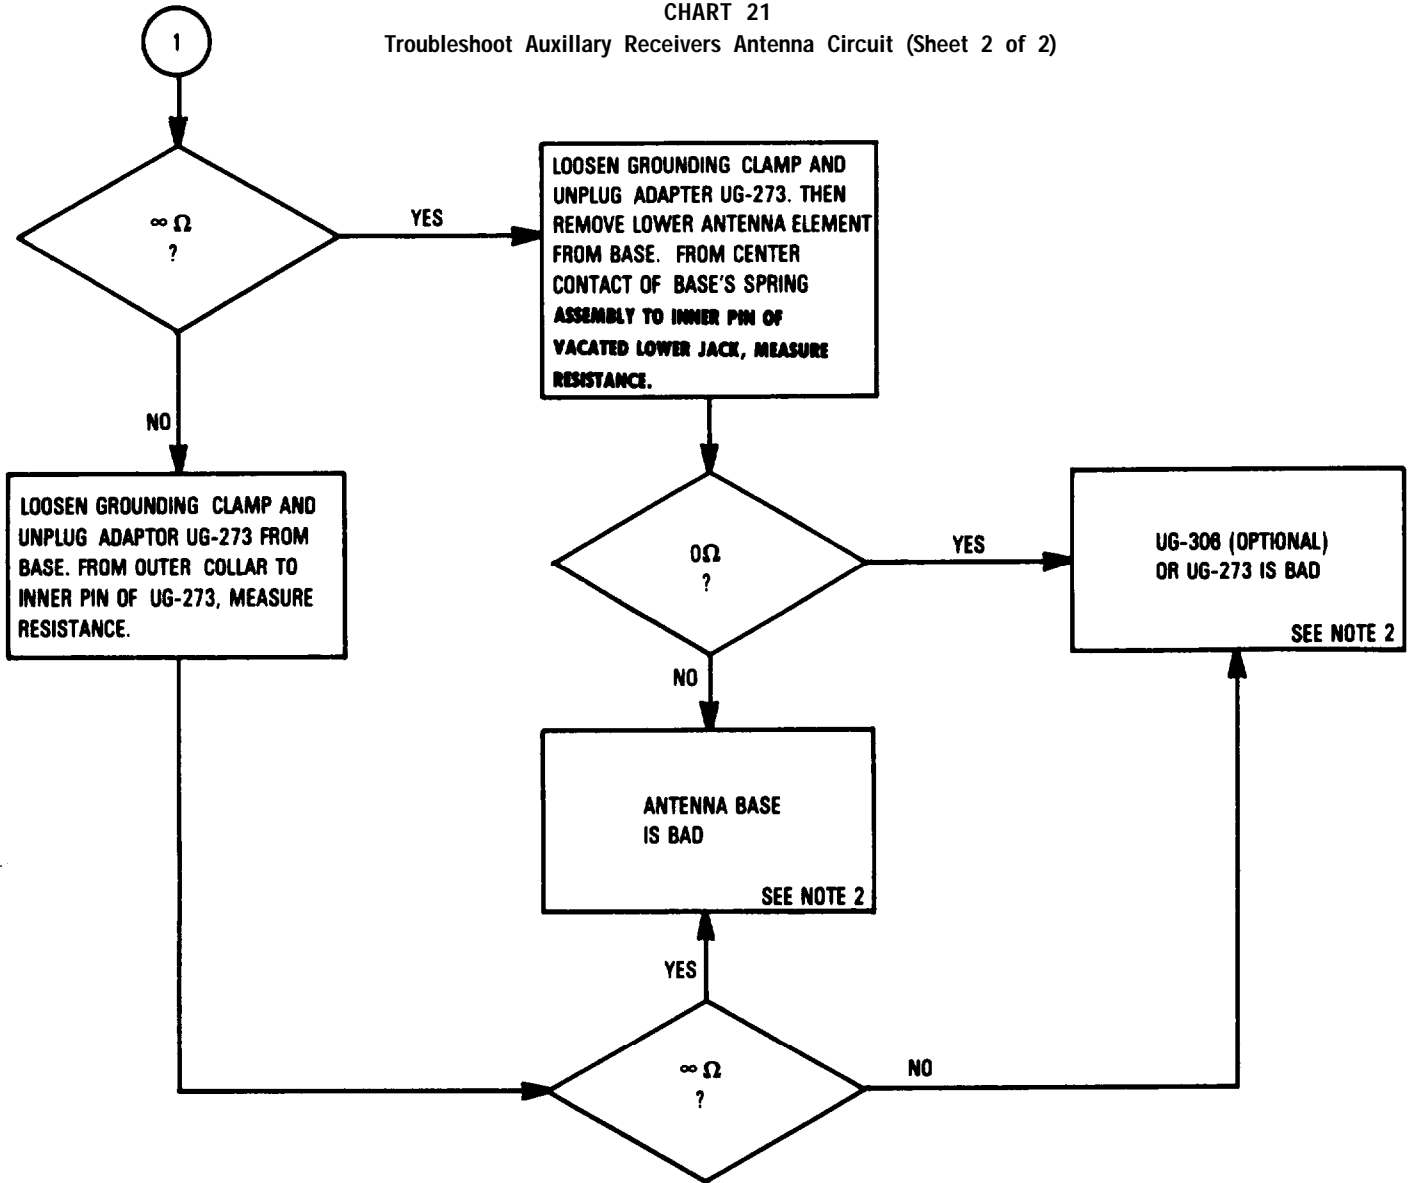 CHART 21
Troubleshoot Auxillary Receivers Antenna Circuit (Sheet 2 of 2)
1
∞ Ω
?
YES
NO
LOOSEN GROUNDING CLAMP AND
UNPLUG ADAPTER UG-273. THEN
REMOVE LOWER ANTENNA ELEMENT
FROM BASE. FROM CENTER
CONTACT OF BASE'S SPRING
ASSEMBLY TO INNER PIN OF
VACATED LOWER JACK, MEASURE
RESISTANCE.
LOOSEN GROUNDING CLAMP AND
UNPLUG ADAPTOR UG-273 FROM
BASE. FROM OUTER COLLAR TO
INNER PIN OF UG-273, MEASURE
RESISTANCE.
0Ω
?
YES
NO
UG-306 (OPTIONAL)
OR UG-273 IS BAD
SEE NOTE 2
ANTENNA BASE
IS BAD
SEE NOTE 2
YES
∞ Ω
?
NO